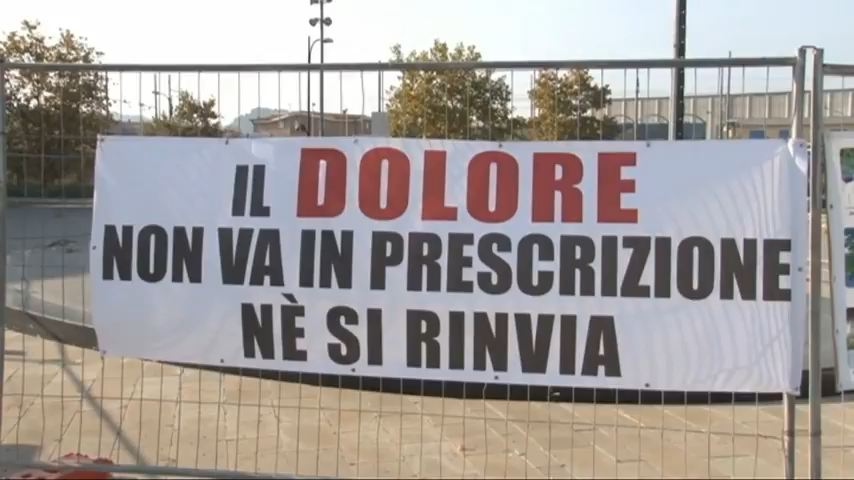 IL DOLORE
NON VA IN PRESCRIZIONE
NÈ SI RINVIA